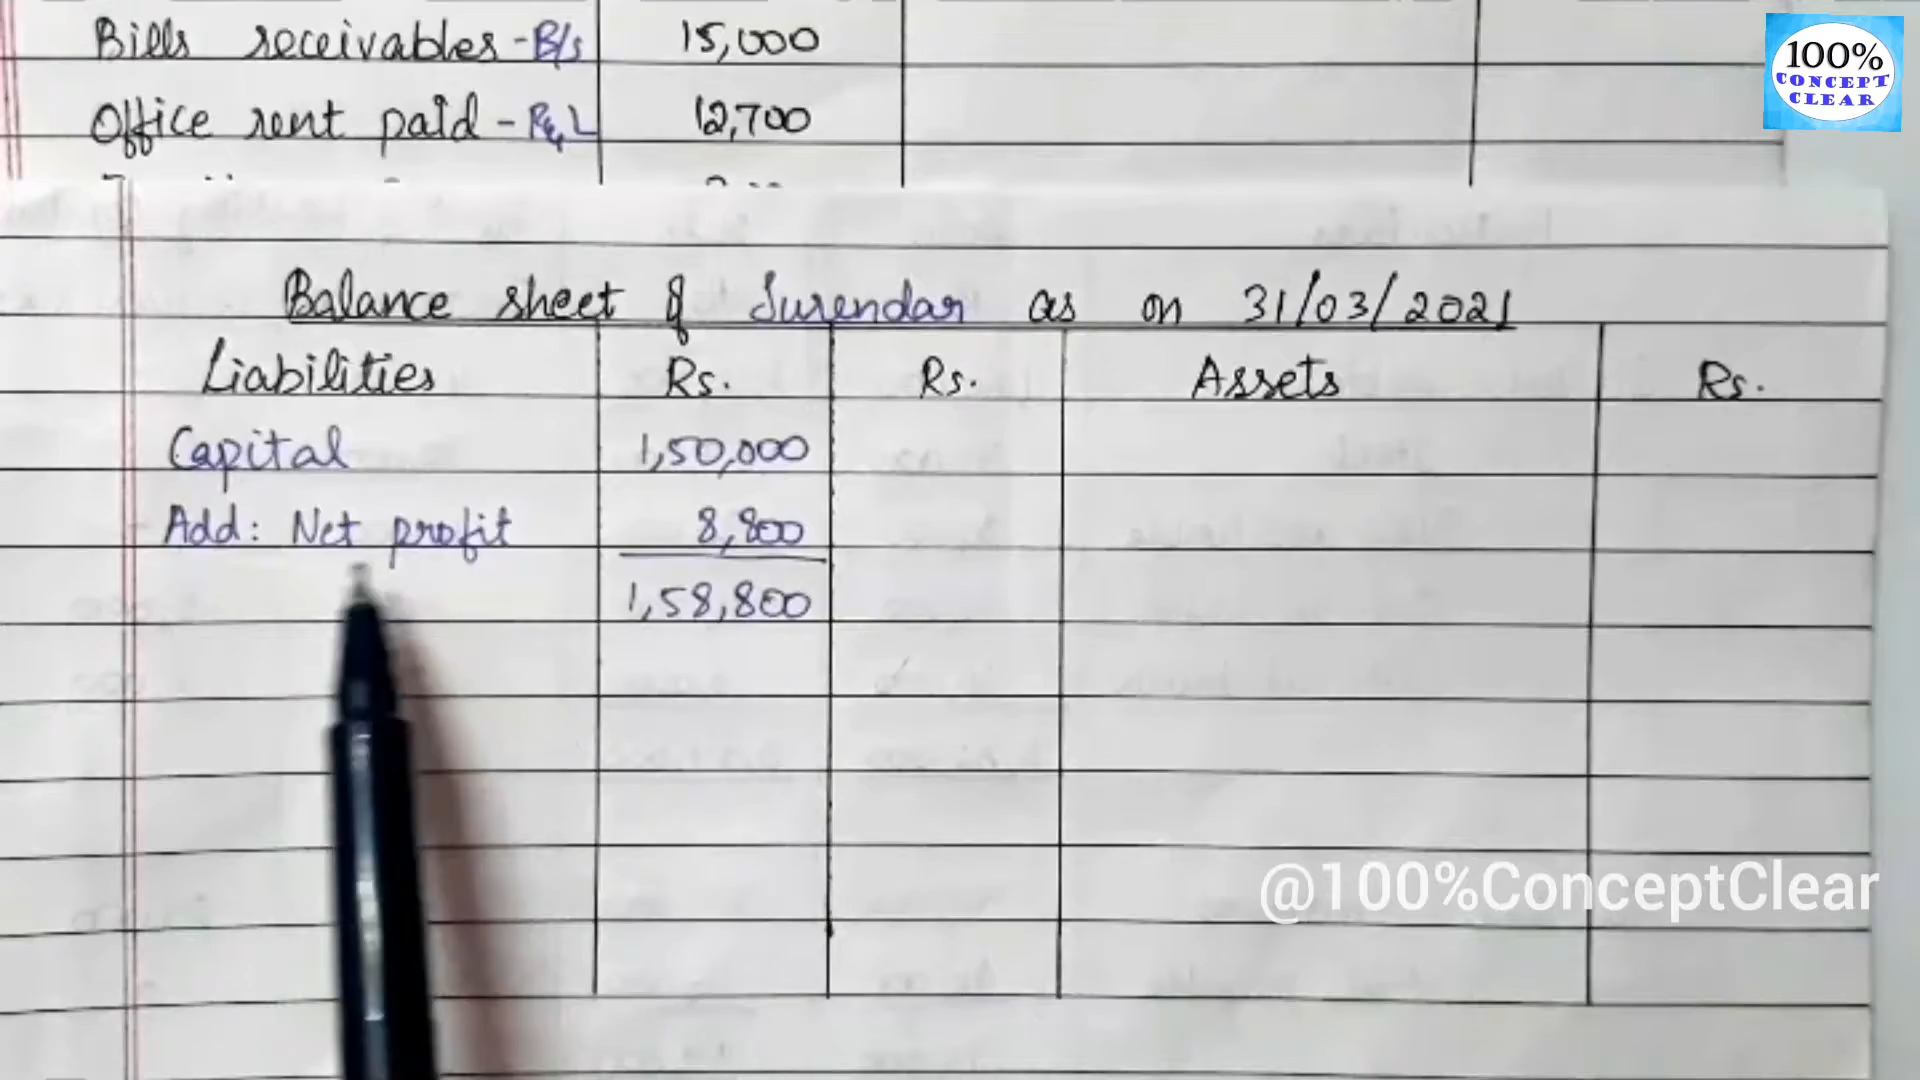 Bills receivables - B/s 15,000
100%
CONCEPT
CLEAR
Office rent paid - P&L 12,700
Balance sheet of Surendar as on 31/03/2021
Liabilities Rs. Rs. Assets Rs.
Capital 1,50,000
Add: Net profit 8,800
1,58,800
@100%ConceptClear